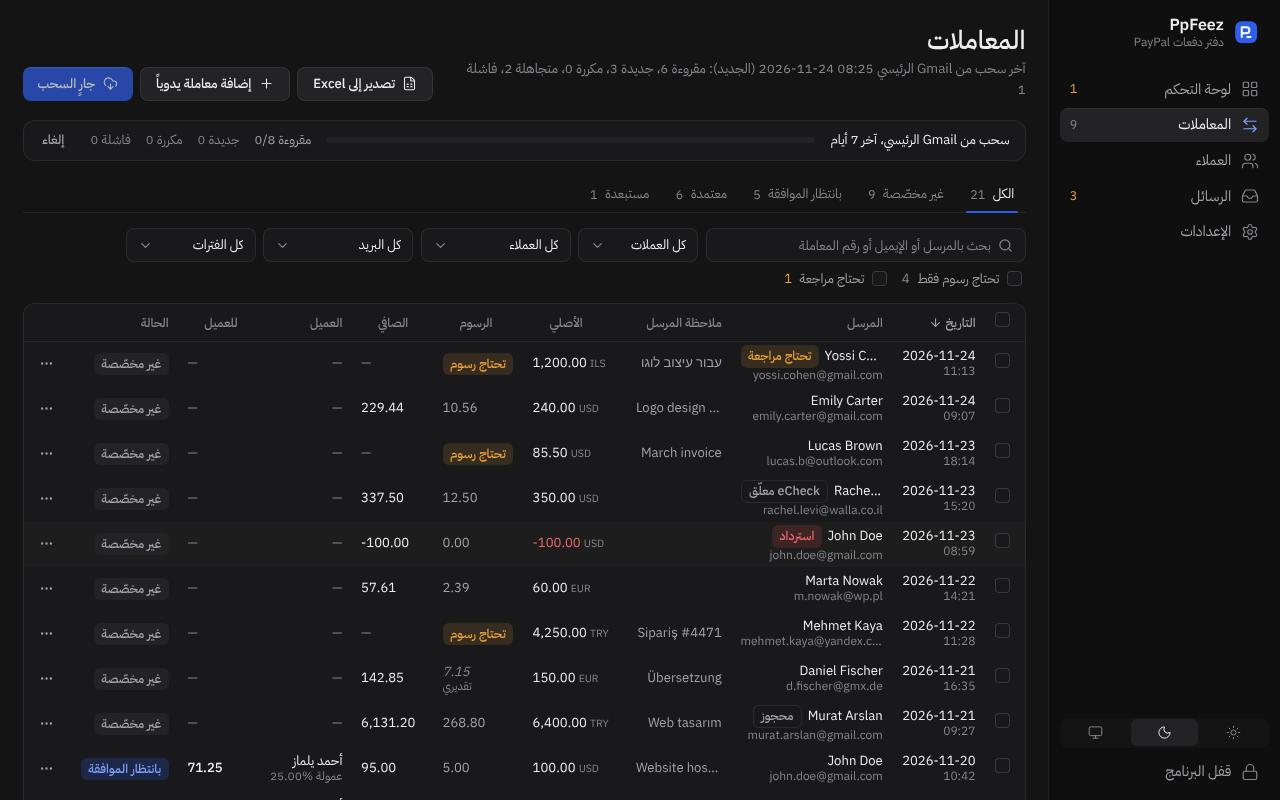 PpFeez
دفتر دفعات PayPal
لوحة التحكم 1
المعاملات 9
العملاء
الرسائل 3
الإعدادات
قفل البرنامج
المعاملات
آخر سحب من Gmail الرئيسي 08:25 24-11-2026 (الجديد): مقروءة 6، جديدة 3، مكررة 0، متجاهلة 2، فاشلة
1
تصدير إلى Excel
إضافة معاملة يدوياً
جارٍ السحب
سحب من Gmail الرئيسي، آخر 7 أيام
مقروءة 0/8 جديدة 0 مكررة 0 فاشلة 0 إلغاء
الكل 21 غير مخصّصة 9 بانتظار الموافقة 5 معتمدة 6 مستبعدة 1
بحث بالمرسل أو الإيميل أو رقم المعاملة
كل العملات كل العملاء كل البريد كل الفترات
تحتاج رسوم فقط 4 تحتاج مراجعة 1
التاريخ ↓ المرسل ملاحظة المرسل الأصلي الرسوم الصافي العميل للعميل الحالة
2026-11-24 Yossi C... تحتاج مراجعة עבור עיצוב לוגו 1,200.00 ILS تحتاج رسوم — — — غير مخصّصة
11:13 yossi.cohen@gmail.com
2026-11-24 Emily Carter Logo design ... 240.00 USD 10.56 229.44 — — غير مخصّصة
09:07 emily.carter@gmail.com
2026-11-23 Lucas Brown March invoice 85.50 USD تحتاج رسوم — — — غير مخصّصة
18:14 lucas.b@outlook.com
2026-11-23 Rache... eCheck معلّق 350.00 USD 12.50 337.50 — — غير مخصّصة
15:20 rachel.levi@walla.co.il
2026-11-23 John Doe استرداد -100.00 USD 0.00 -100.00 — — غير مخصّصة
08:59 john.doe@gmail.com
2026-11-22 Marta Nowak 60.00 EUR 2.39 57.61 — — غير مخصّصة
14:21 m.nowak@wp.pl
2026-11-22 Mehmet Kaya Sipariş #4471 4,250.00 TRY تحتاج رسوم — — — غير مخصّصة
11:28 mehmet.kaya@yandex.c...
2026-11-21 Daniel Fischer Übersetzung 150.00 EUR 7.15 142.85 — — غير مخصّصة
16:35 d.fischer@gmx.de تقديري
2026-11-21 Murat Arslan محجوز Web tasarım 6,400.00 TRY 268.80 6,131.20 — — غير مخصّصة
09:27 murat.arslan@gmail.com
2026-11-20 John Doe Website hos... 100.00 USD 5.00 95.00 أحمد يلماز 71.25 بانتظار الموافقة
10:42 john.doe@gmail.com عمولة 25.00%